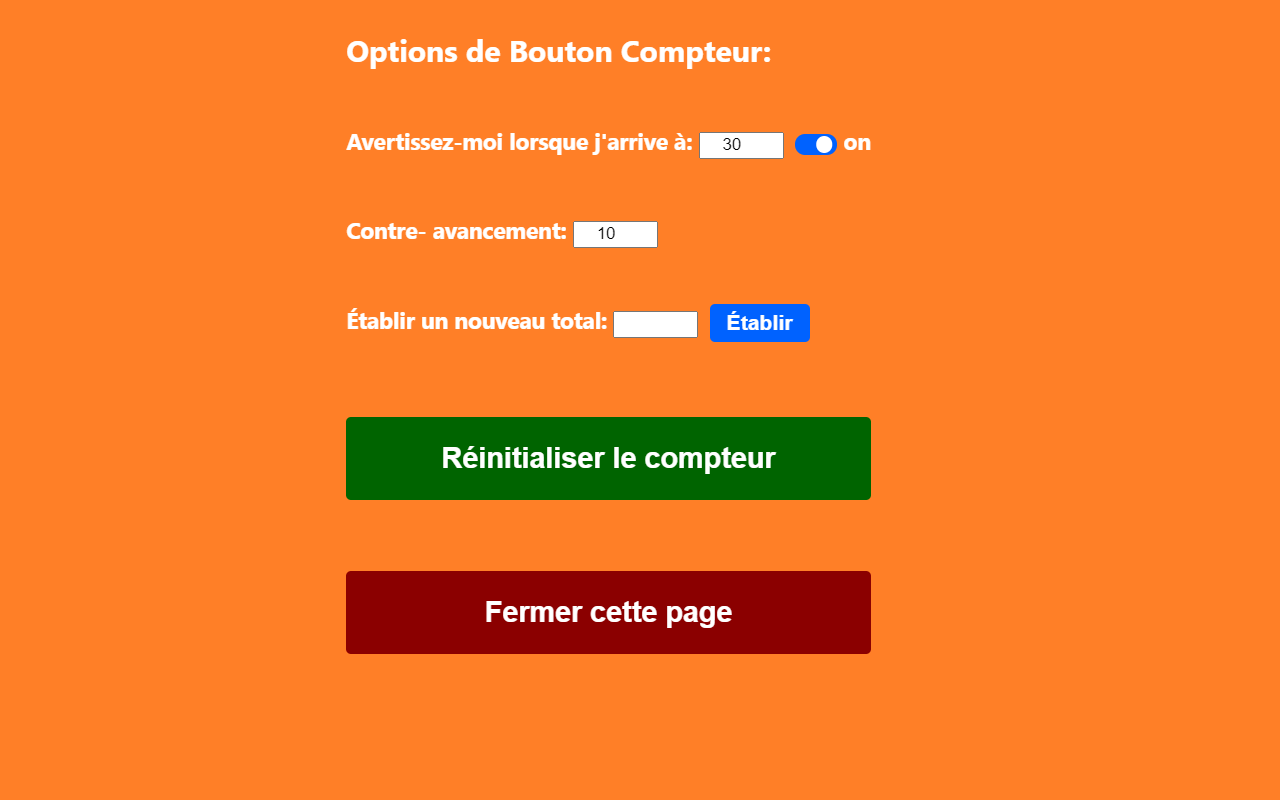 Options de Bouton Compteur:
Avertissez-moi lorsque j'arrive à: 30 on
Contre- avancement: 10
Établir un nouveau total: Établir
Réinitialiser le compteur
Fermer cette page